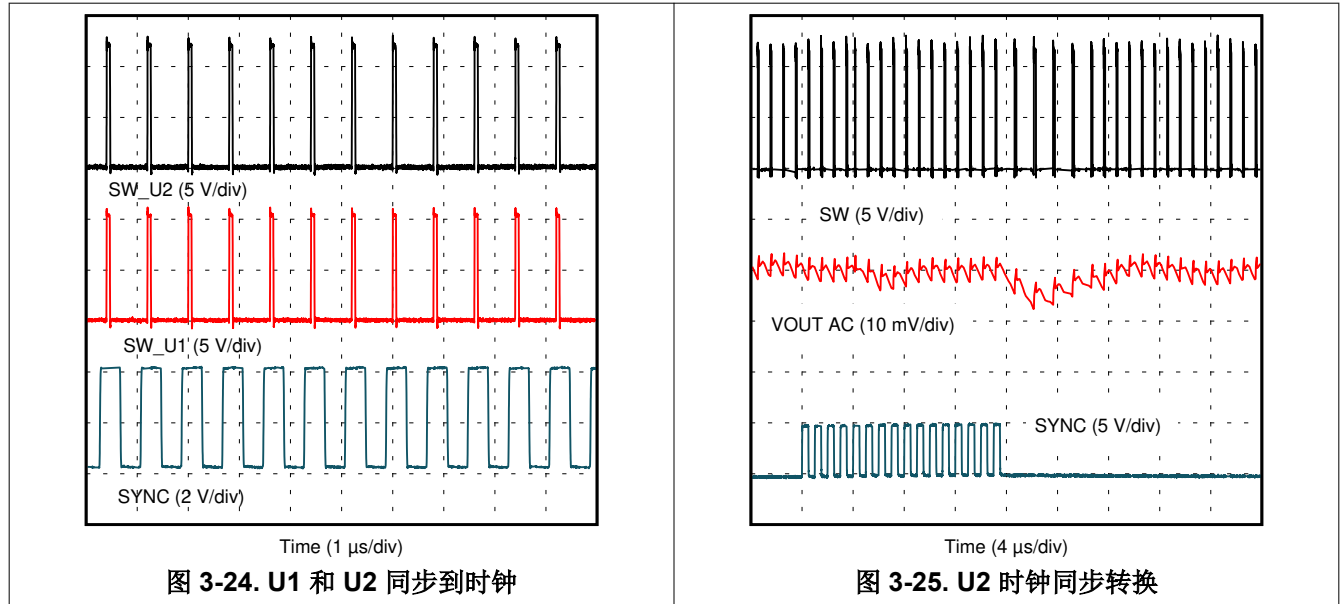 SW_U2 (5 V/div)
SW_U1 (5 V/div)
SYNC (2 V/div)
Time (1 µs/div)
图 3-24. U1 和 U2 同步到时钟
SW (5 V/div)
VOUT AC (10 mV/div)
SYNC (5 V/div)
Time (4 µs/div)
图 3-25. U2 时钟同步转换